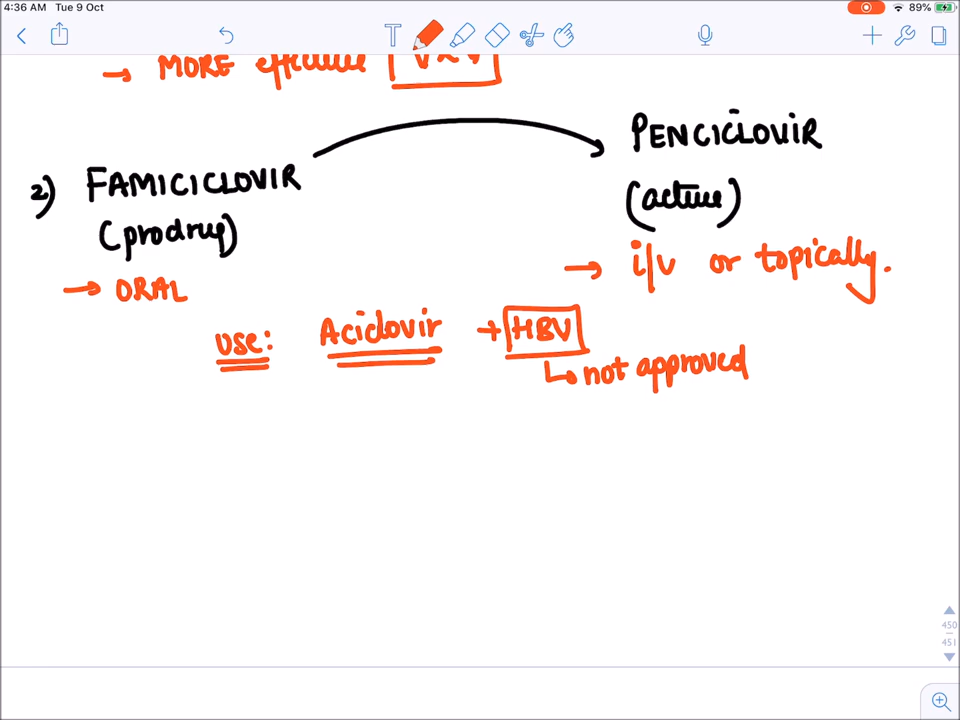 4:36 AM Tue 9 Oct
89%
T
→ MORE effective
PENCICLOVIR
2) FAMICICLOVIR
(active)
(prodrug)
→ i/v or topically.
→ ORAL
USE: Aciclovir + HBV
↳ not approved
450
451